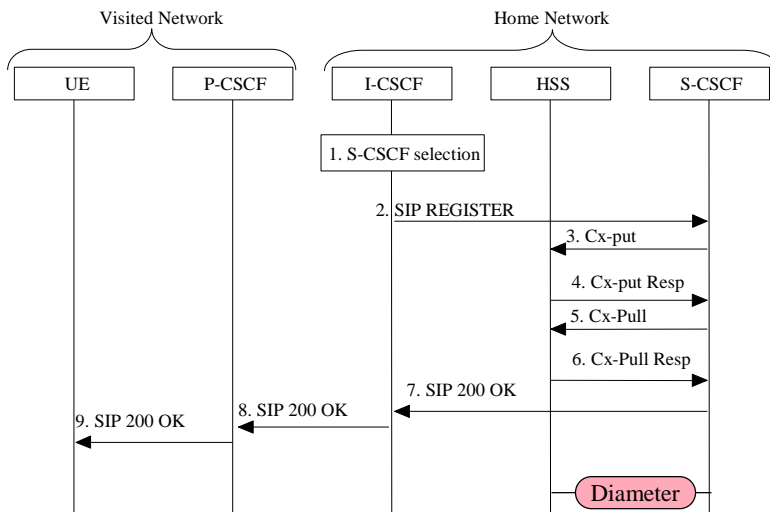 Visited Network
Home Network
UE
P-CSCF
I-CSCF
HSS
S-CSCF
1. S-CSCF selection
2. SIP REGISTER
3. Cx-put
4. Cx-put Resp
5. Cx-Pull
6. Cx-Pull Resp
7. SIP 200 OK
8. SIP 200 OK
9. SIP 200 OK
Diameter